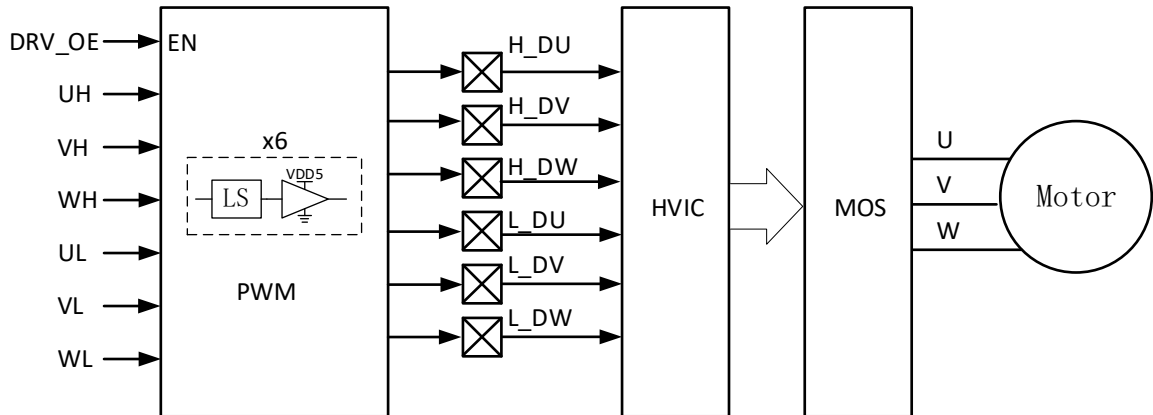 DRV_OE
EN
UH
VH
WH
UL
VL
WL
x6
LS
VDD5
PWM
H_DU
H_DV
H_DW
L_DU
L_DV
L_DW
HVIC
MOS
U
V
W
Motor